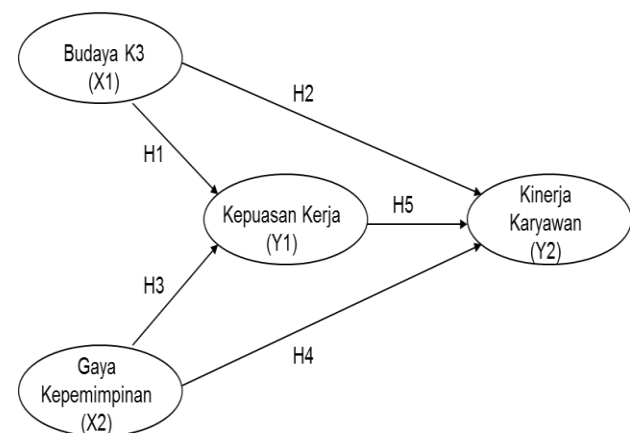 Budaya K3
(X1)
H2
H1
Kepuasan Kerja
(Y1)
H5
Kinerja
Karyawan
(Y2)
H3
H4
Gaya
Kepemimpinan
(X2)